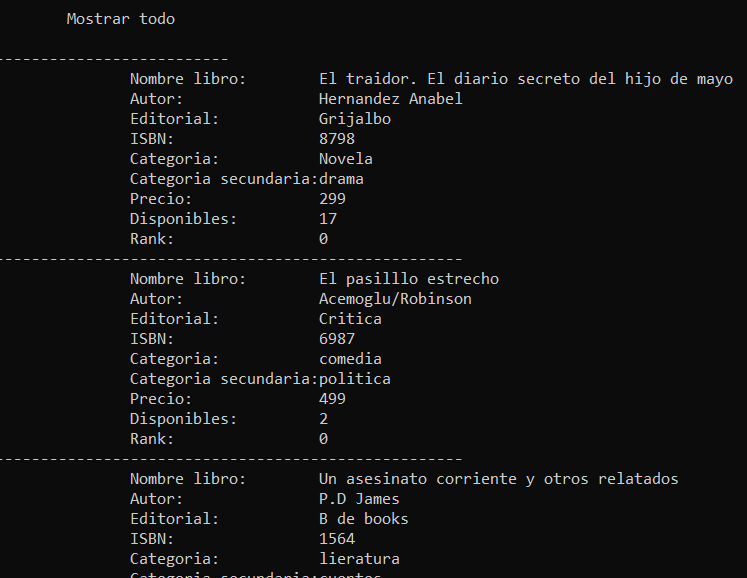 Mostrar todo
---------------------------
Nombre libro: El traidor. El diario secreto del hijo de mayo
Autor: Hernandez Anabel
Editorial: Grijalbo
ISBN: 8798
Categoria: Novela
Categoria secundaria:drama
Precio: 299
Disponibles: 17
Rank: 0
-----------------------------------------------------
Nombre libro: El pasilllo estrecho
Autor: Acemoglu/Robinson
Editorial: Critica
ISBN: 6987
Categoria: comedia
Categoria secundaria:politica
Precio: 499
Disponibles: 2
Rank: 0
-----------------------------------------------------
Nombre libro: Un asesinato corriente y otros relatados
Autor: P.D James
Editorial: B de books
ISBN: 1564
Categoria: lieratura
Categoria secundaria:cuentos